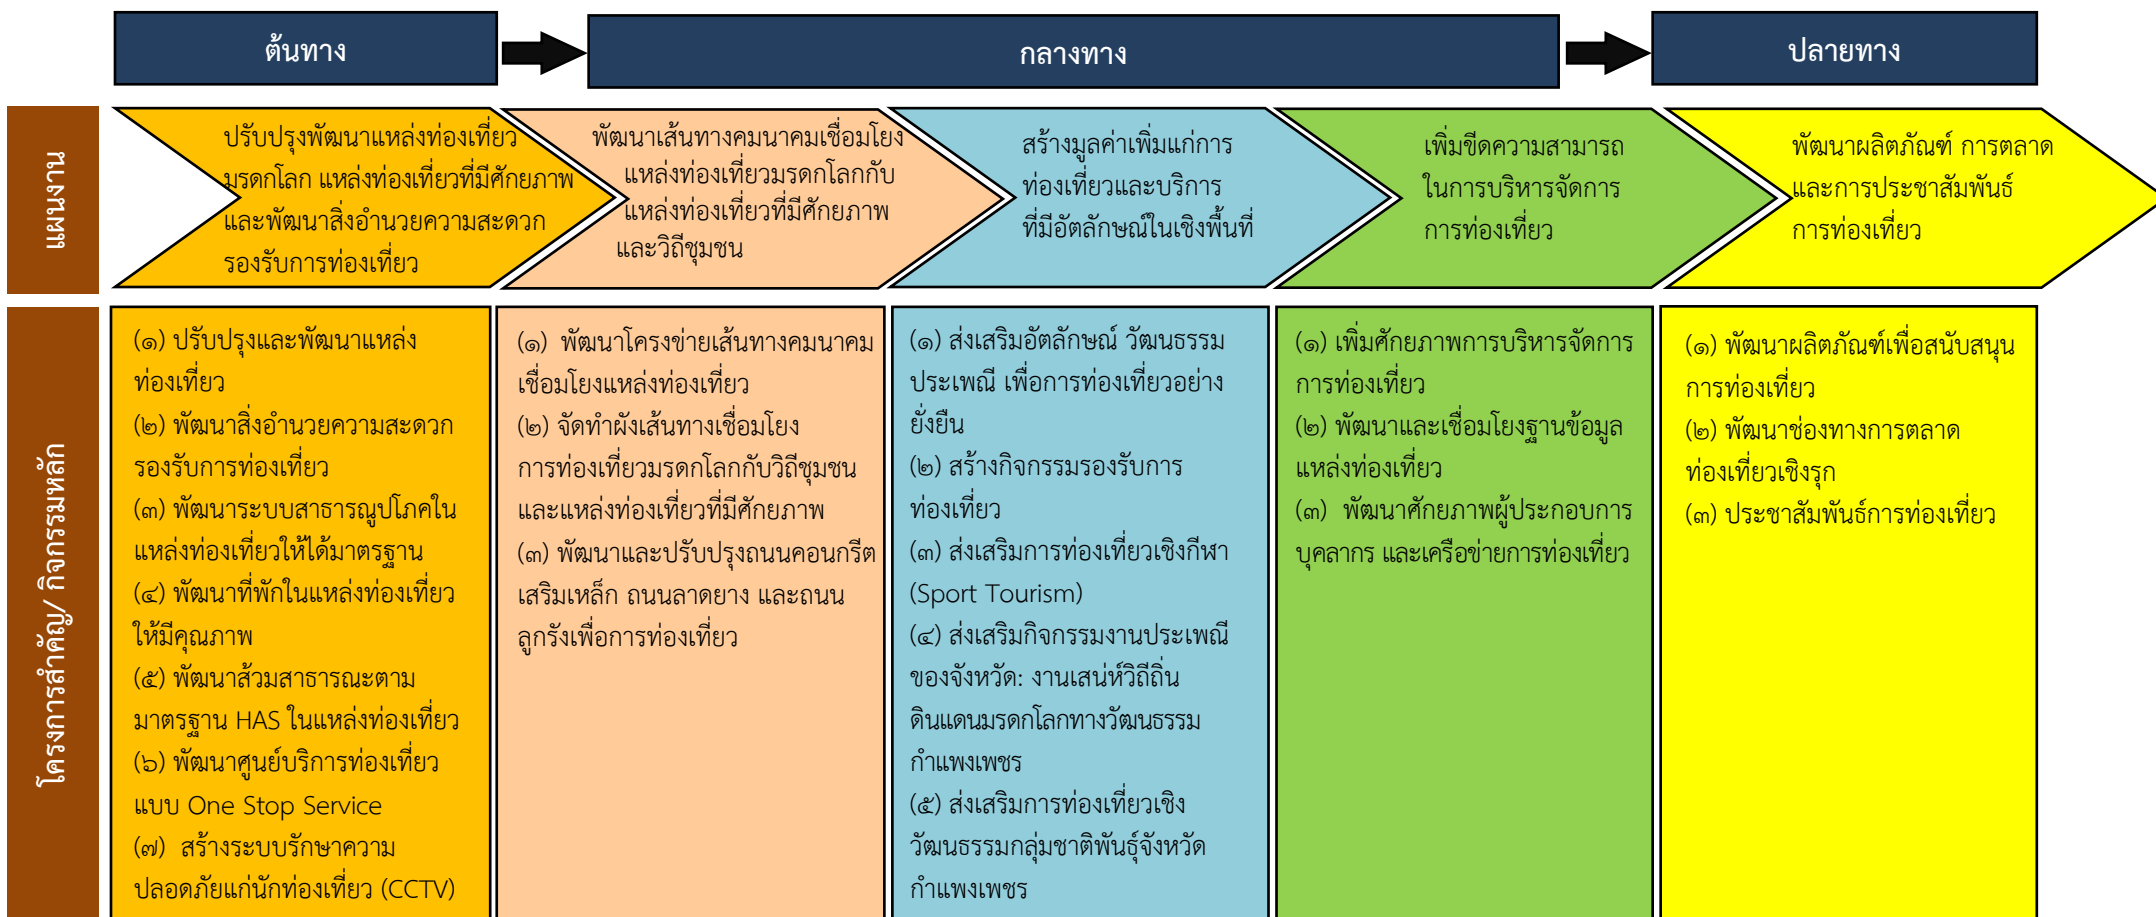 ต้นทาง
กลางทาง
ปลายทาง
แผนงาน
ปรับปรุงพัฒนาแหล่งท่องเที่ยว
มรดกโลก แหล่งท่องเที่ยวที่มีศักยภาพ
และพัฒนาสิ่งอำนวยความสะดวก
รองรับการท่องเที่ยว
พัฒนาเส้นทางคมนาคมเชื่อมโยง
แหล่งท่องเที่ยวมรดกโลกกับ
แหล่งท่องเที่ยวที่มีศักยภาพ
และวิถีชุมชน
สร้างมูลค่าเพิ่มแก่การ
ท่องเที่ยวและบริการ
ที่มีอัตลักษณ์ในเชิงพื้นที่
เพิ่มขีดความสามารถ
ในการบริหารจัดการ
การท่องเที่ยว
พัฒนาผลิตภัณฑ์ การตลาด
และการประชาสัมพันธ์
การท่องเที่ยว
โครงการสำคัญ/ กิจกรรมหลัก
(๑) ปรับปรุงและพัฒนาแหล่ง
ท่องเที่ยว
(๒) พัฒนาสิ่งอำนวยความสะดวก
รองรับการท่องเที่ยว
(๓) พัฒนาระบบสาธารณูปโภคใน
แหล่งท่องเที่ยวให้ได้มาตรฐาน
(๔) พัฒนาที่พักในแหล่งท่องเที่ยว
ให้มีคุณภาพ
(๕) พัฒนาส้วมสาธารณะตาม
มาตรฐาน HAS ในแหล่งท่องเที่ยว
(๖) พัฒนาศูนย์บริการท่องเที่ยว
แบบ One Stop Service
(๗) สร้างระบบรักษาความ
ปลอดภัยแก่นักท่องเที่ยว (CCTV)
(๑) พัฒนาโครงข่ายเส้นทางคมนาคม
เชื่อมโยงแหล่งท่องเที่ยว
(๒) จัดทำผังเส้นทางเชื่อมโยง
การท่องเที่ยวมรดกโลกกับวิถีชุมชน
และแหล่งท่องเที่ยวที่มีศักยภาพ
(๓) พัฒนาและปรับปรุงถนนคอนกรีต
เสริมเหล็ก ถนนลาดยาง และถนน
ลูกรังเพื่อการท่องเที่ยว
(๑) ส่งเสริมอัตลักษณ์ วัฒนธรรม
ประเพณี เพื่อการท่องเที่ยวอย่าง
ยั่งยืน
(๒) สร้างกิจกรรมรองรับการ
ท่องเที่ยว
(๓) ส่งเสริมการท่องเที่ยวเชิงกีฬา
(Sport Tourism)
(๔) ส่งเสริมกิจกรรมงานประเพณี
ของจังหวัด: งานเสน่ห์วิถีถิ่น
ดินแดนมรดกโลกทางวัฒนธรรม
กำแพงเพชร
(๕) ส่งเสริมการท่องเที่ยวเชิง
วัฒนธรรมกลุ่มชาติพันธุ์จังหวัด
กำแพงเพชร
(๑) เพิ่มศักยภาพการบริหารจัดการ
การท่องเที่ยว
(๒) พัฒนาและเชื่อมโยงฐานข้อมูล
แหล่งท่องเที่ยว
(๓) พัฒนาศักยภาพผู้ประกอบการ
บุคลากร และเครือข่ายการท่องเที่ยว
(๑) พัฒนาผลิตภัณฑ์เพื่อสนับสนุน
การท่องเที่ยว
(๒) พัฒนาช่องทางการตลาด
ท่องเที่ยวเชิงรุก
(๓) ประชาสัมพันธ์การท่องเที่ยว